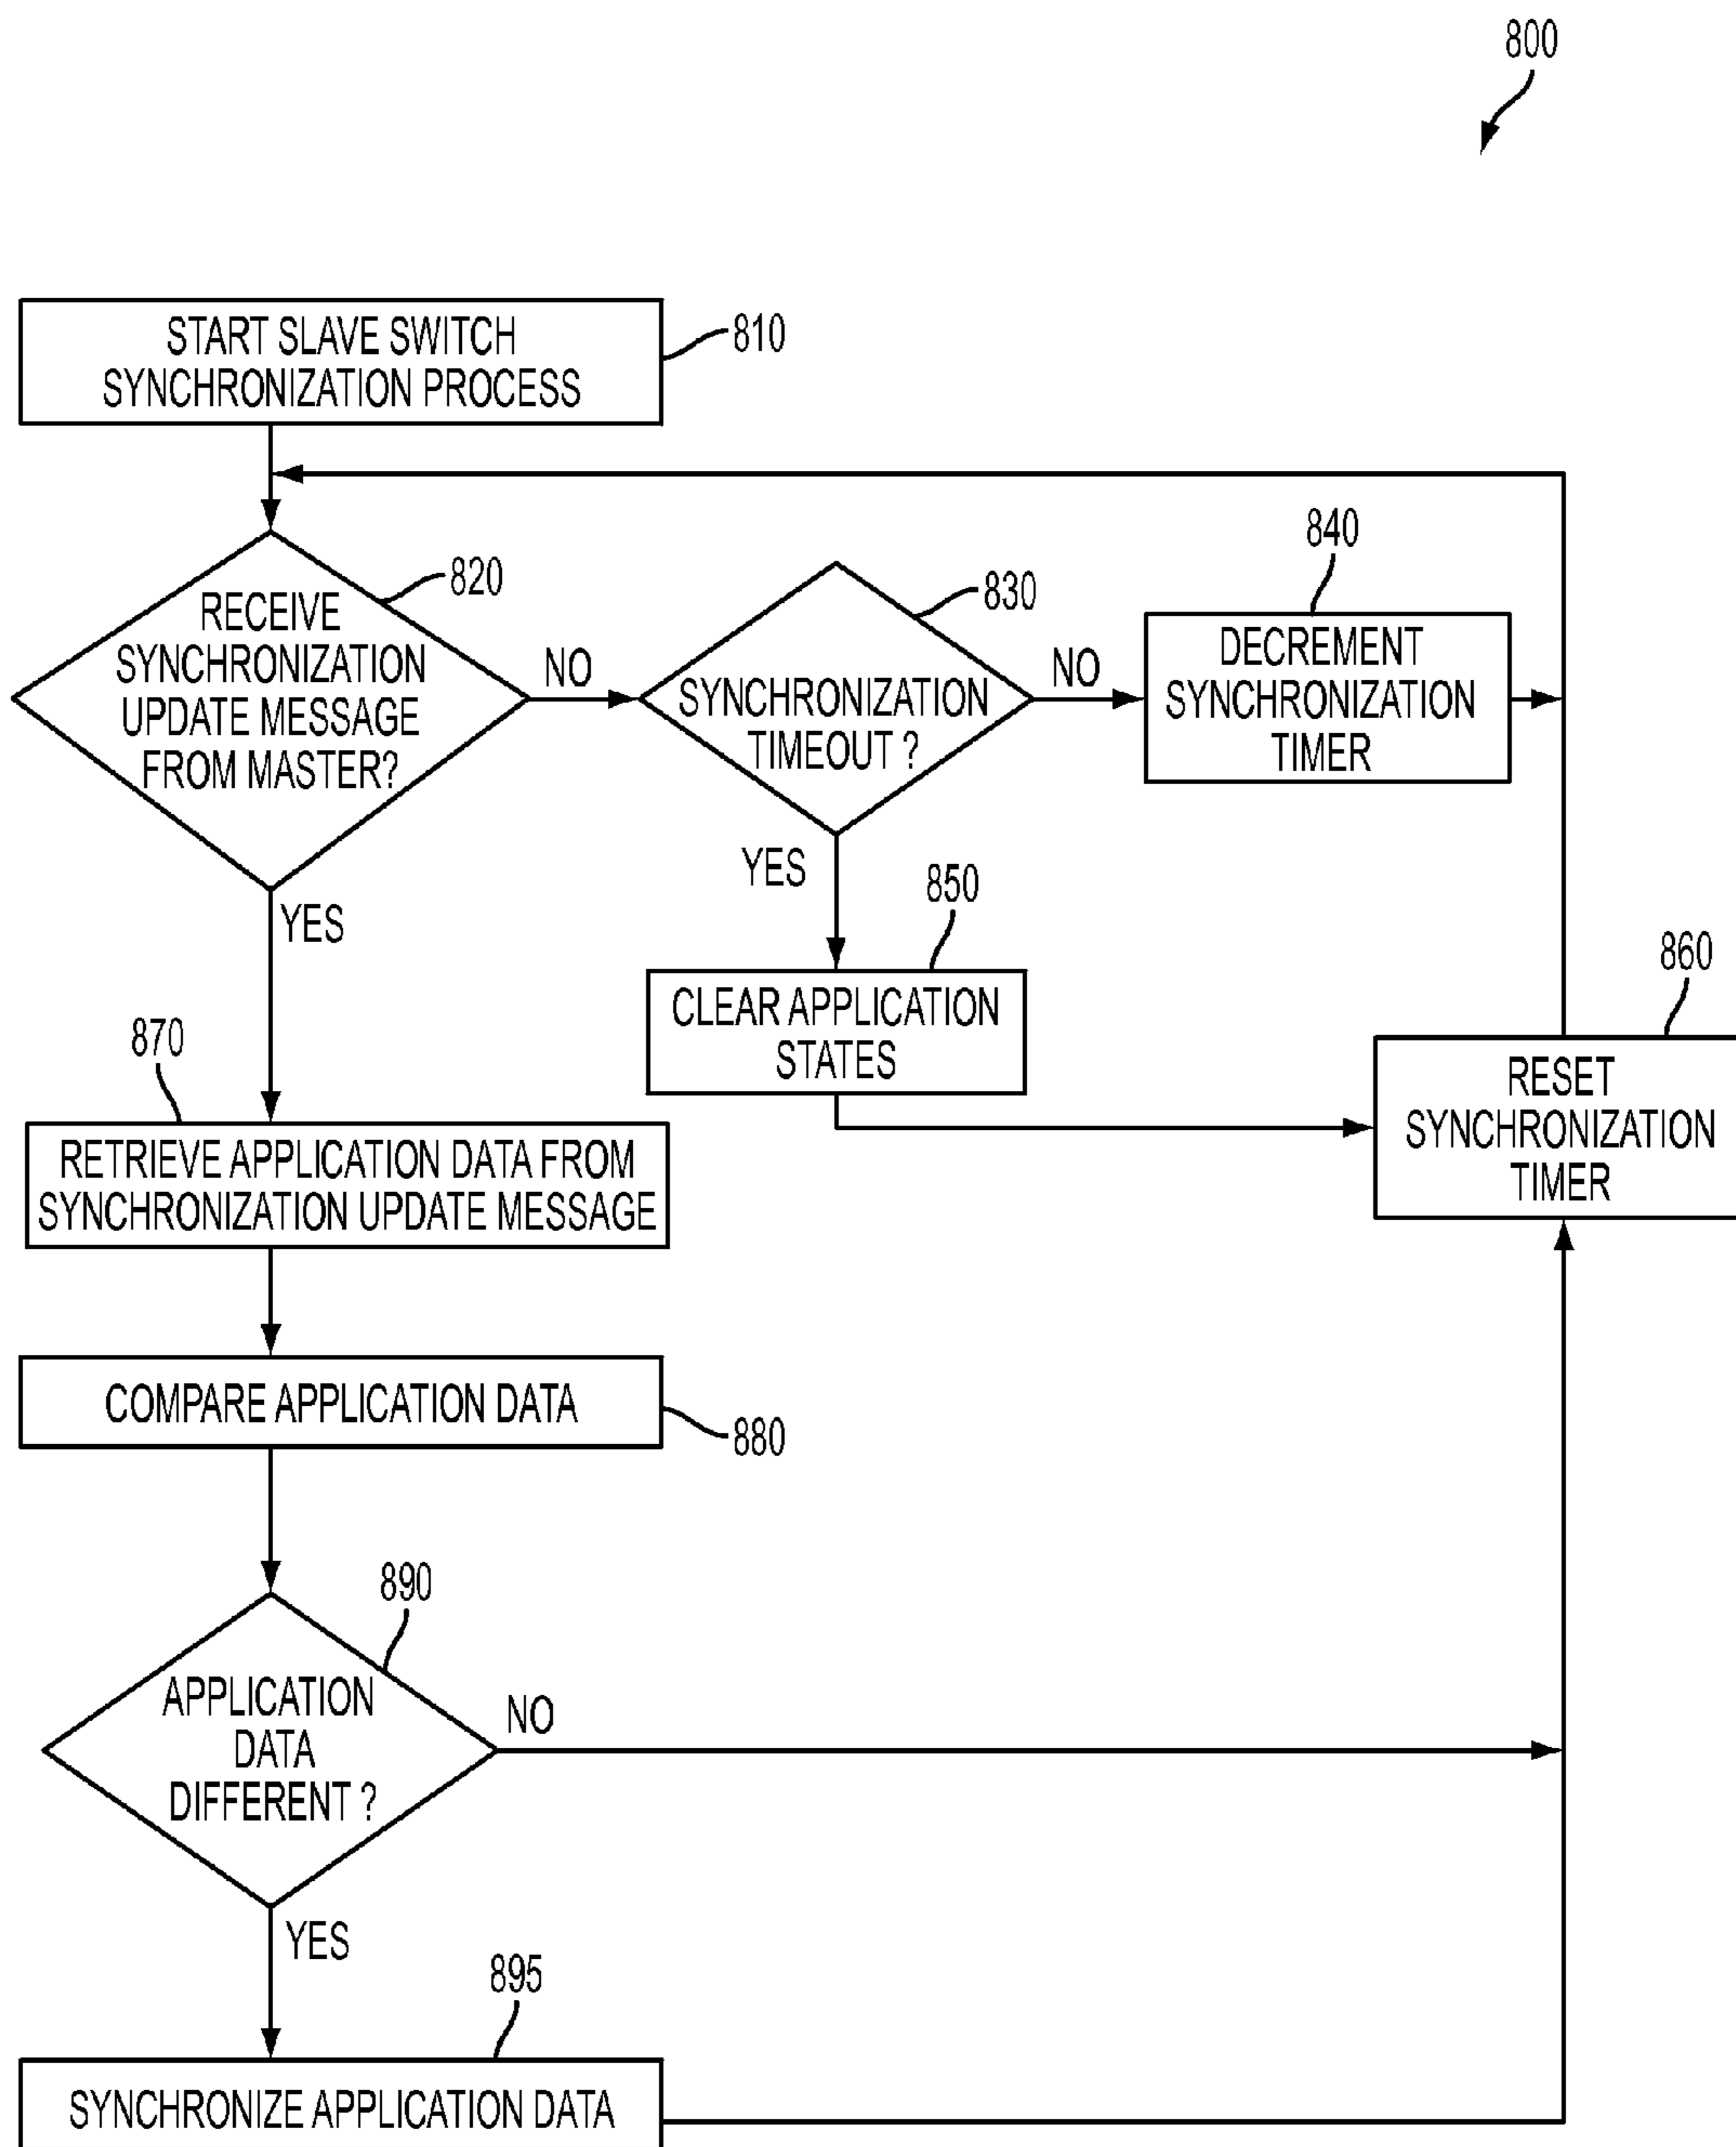 800
START SLAVE SWITCH
SYNCHRONIZATION PROCESS
810
RECEIVE
SYNCHRONIZATION
UPDATE MESSAGE
FROM MASTER?
820
NO
YES
SYNCHRONIZATION
TIMEOUT ?
830
NO
YES
DECREMENT
SYNCHRONIZATION
TIMER
840
CLEAR APPLICATION
STATES
850
RESET
SYNCHRONIZATION
TIMER
860
870
RETRIEVE APPLICATION DATA FROM
SYNCHRONIZATION UPDATE MESSAGE
COMPARE APPLICATION DATA
880
890
APPLICATION
DATA
DIFFERENT ?
NO
YES
895
SYNCHRONIZE APPLICATION DATA